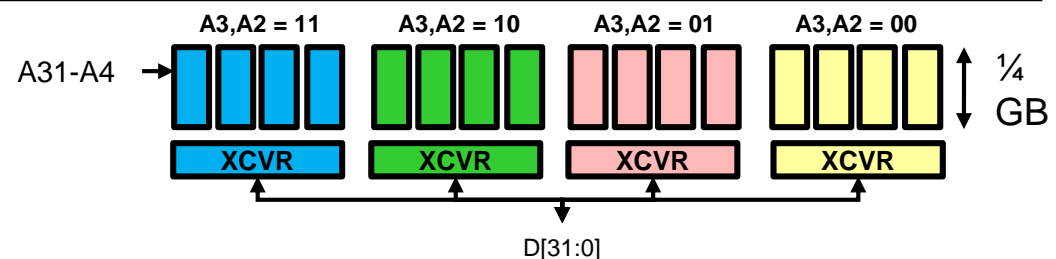 A3,A2 = 11 A3,A2 = 10 A3,A2 = 01 A3,A2 = 00
A31-A4
¼
GB
XCVR XCVR XCVR XCVR
D[31:0]